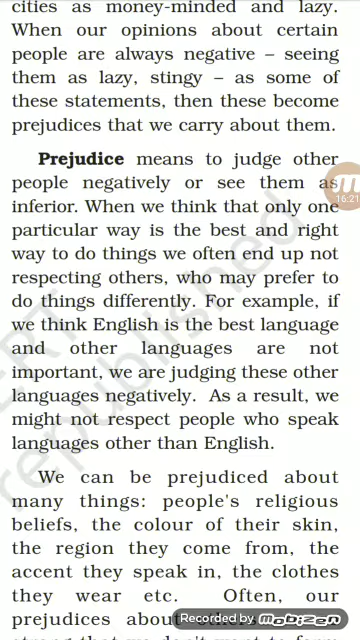 cities as money-minded and lazy.
When our opinions about certain
people are always negative – seeing
them as lazy, stingy – as some of
these statements, then these become
prejudices that we carry about them.
Prejudice means to judge other
people negatively or see them as
inferior. When we think that only one
particular way is the best and right
way to do things we often end up not
respecting others, who may prefer to
do things differently. For example, if
we think English is the best language
and other languages are not
important, we are judging these other
languages negatively. As a result, we
might not respect people who speak
languages other than English.
We can be prejudiced about
many things: people's religious
beliefs, the colour of their skin,
the region they come from, the
accent they speak in, the clothes
they wear etc. Often, our
prejudices about
16:21
Recorded by mobizen
republished